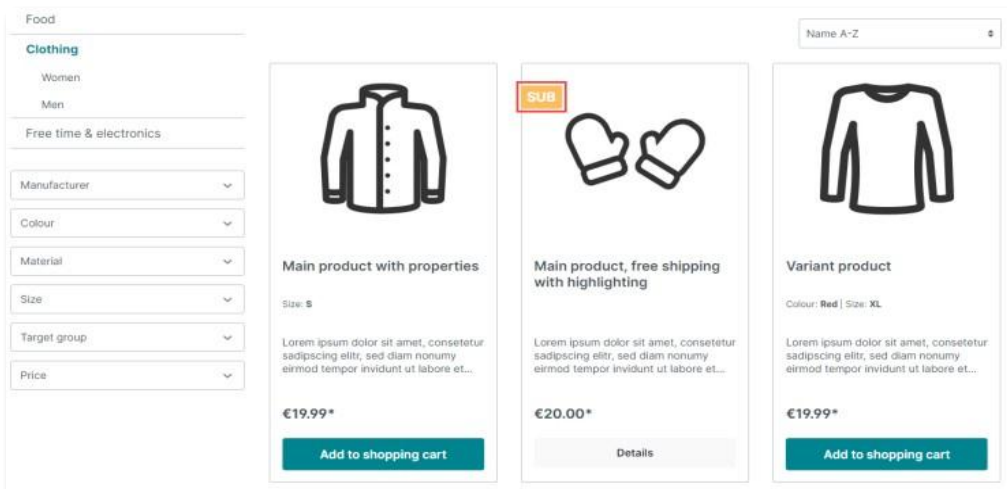 Food
Clothing
Women
Men
Free time & electronics
Manufacturer
Colour
Material
Size
Target group
Price
Name A-Z
Main product with properties
Size: S
Lorem ipsum dolor sit amet, consetetur
sadipscing elitr, sed diam nonumy
eirmod tempor invidunt ut labore et...
€19.99*
Add to shopping cart
SUB
Main product, free shipping
with highlighting
Lorem ipsum dolor sit amet, consetetur
sadipscing elitr, sed diam nonumy
eirmod tempor invidunt ut labore et...
€20.00*
Details
Variant product
Colour: Red | Size: XL
Lorem ipsum dolor sit amet, consetetur
sadipscing elitr, sed diam nonumy
eirmod tempor invidunt ut labore et...
€19.99*
Add to shopping cart